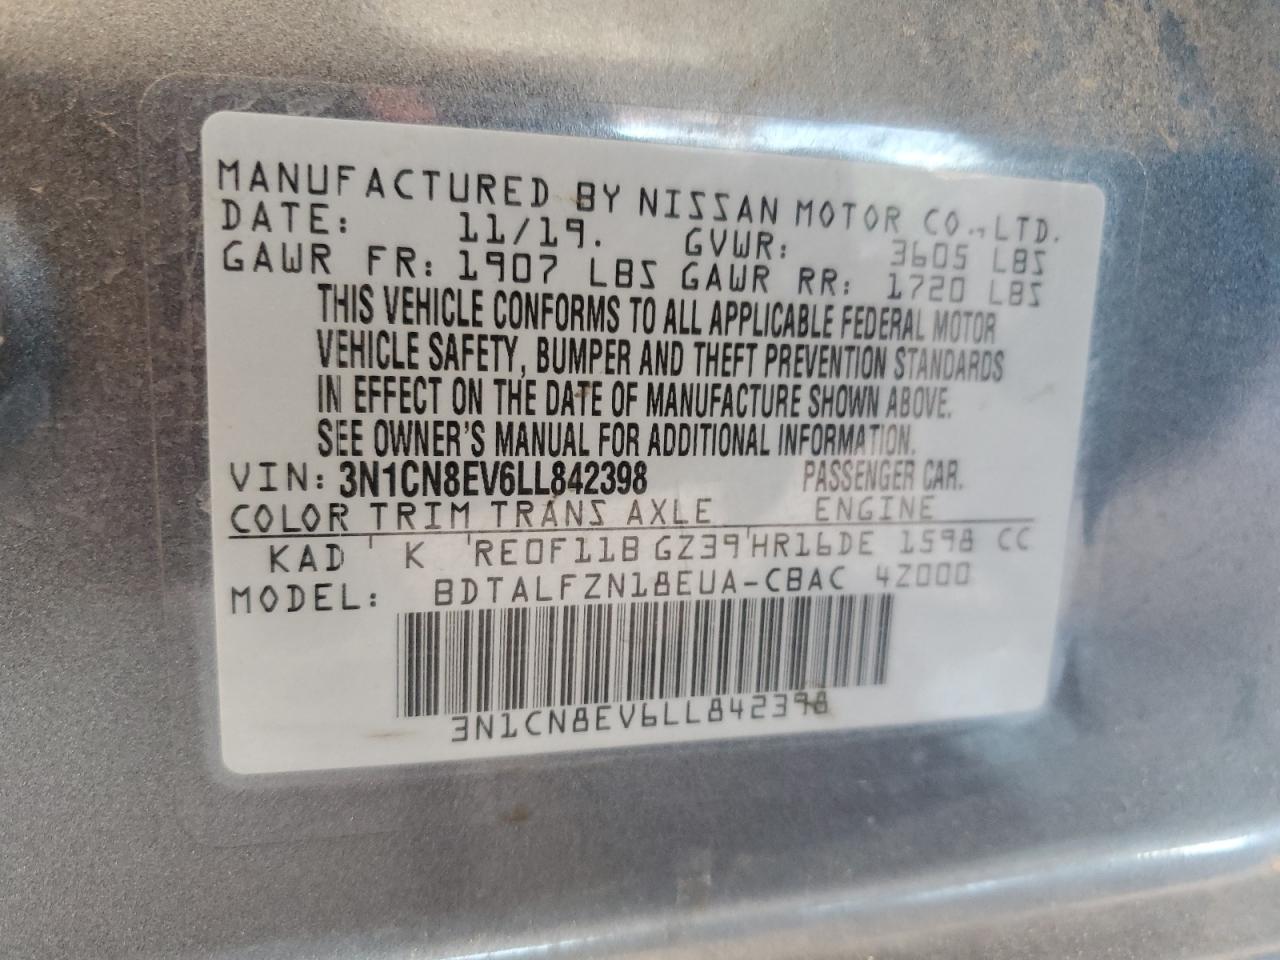 MANUFACTURED BY NISSAN MOTOR CO., LTD.
DATE: 11/19. GVWR: 3605 LBS
GAWR FR: 1907 LBS GAWR RR: 1720 LBS
THIS VEHICLE CONFORMS TO ALL APPLICABLE FEDERAL MOTOR
VEHICLE SAFETY, BUMPER AND THEFT PREVENTION STANDARDS
IN EFFECT ON THE DATE OF MANUFACTURE SHOWN ABOVE.
SEE OWNER'S MANUAL FOR ADDITIONAL INFORMATION.
VIN: 3N1CN8EV6LL842398 PASSENGER CAR.
COLOR TRIM TRANS AXLE ENGINE
KAD K RE0F11B GZ39 HR16DE 1598 CC
MODEL: BDTALFZN18EUA-CBAC 4Z000
3N1CN8EV6LL842398